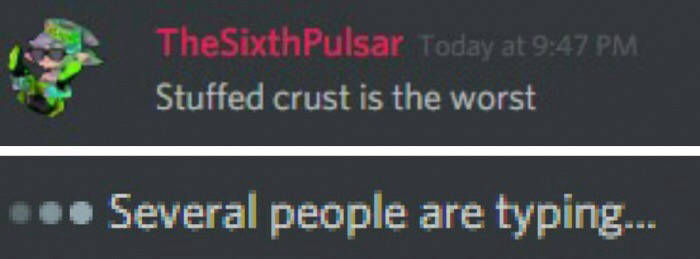 TheSixthPulsar Today at 9:47 PM
Stuffed crust is the worst
Several people are typing...